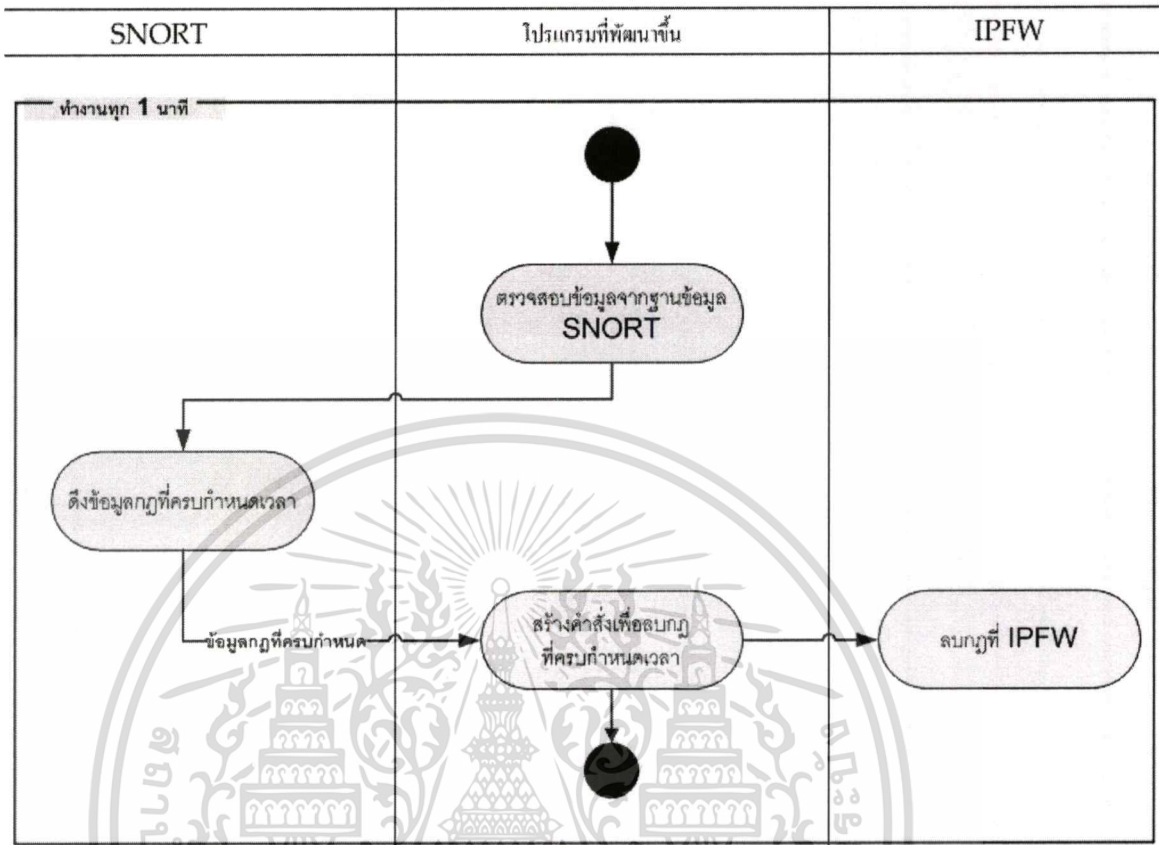 SNORT
โปรแกรมที่พัฒนาขึ้น
IPFW
ทำงานทุก 1 นาที
ตรวจสอบข้อมูลจากฐานข้อมูล
SNORT
ดึงข้อมูลกฎที่ครบกำหนดเวลา
ข้อมูลกฎที่ครบกำหนด
สร้างคำสั่งเพื่อลบกฎ
ที่ครบกำหนดเวลา
ลบกฎที่ IPFW